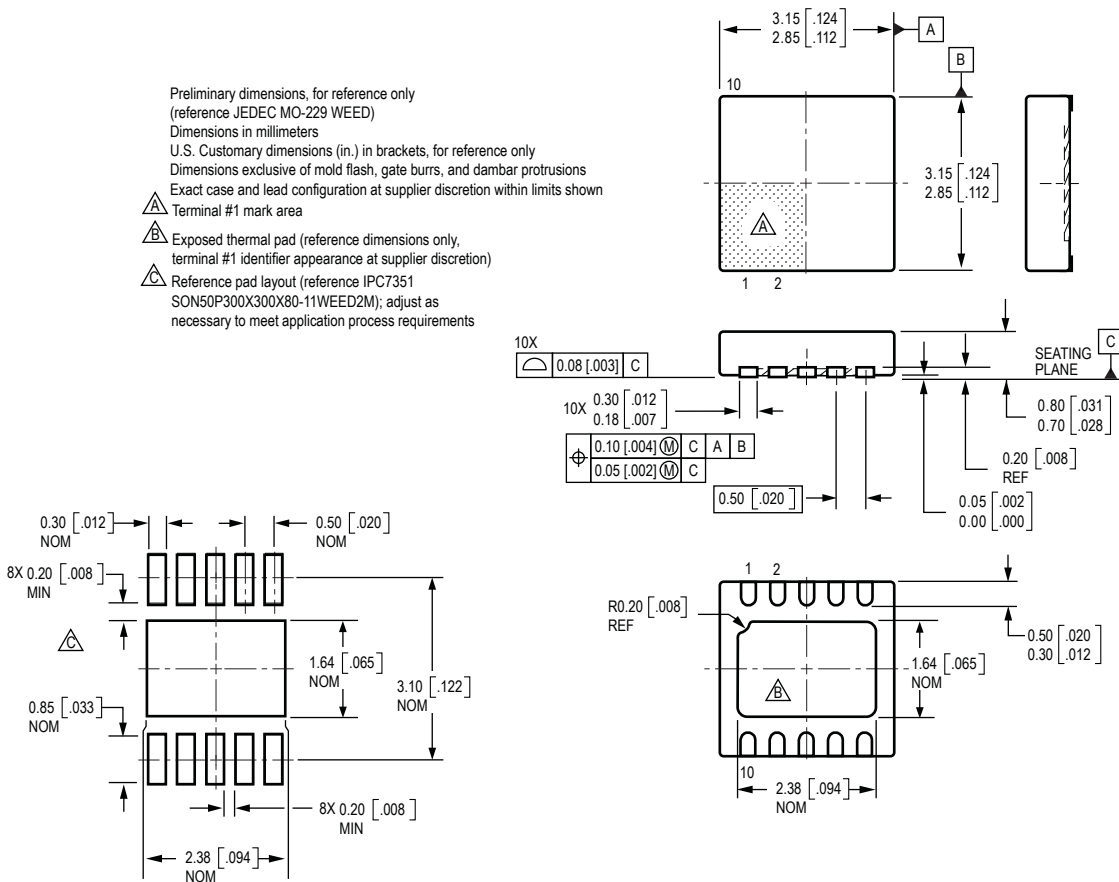 Preliminary dimensions, for reference only
(reference JEDEC MO-229 WEED)
Dimensions in millimeters
U.S. Customary dimensions (in.) in brackets, for reference only
Dimensions exclusive of mold flash, gate burrs, and dambar protrusions
Exact case and lead configuration at supplier discretion within limits shown
A Terminal #1 mark area
B Exposed thermal pad (reference dimensions only,
terminal #1 identifier appearance at supplier discretion)
C Reference pad layout (reference IPC7351
SON50P300X300X80-11WEED2M); adjust as
necessary to meet application process requirements
3.15 [.124
2.85 .112]
A
B
10
3.15 [.124
2.85 .112]
A
1 2
10X
⌓ 0.08 [.003] C
SEATING
PLANE
C
10X 0.30 [.012
0.18 .007]
⌖ 0.10 [.004] Ⓜ C A B
0.05 [.002] Ⓜ C
0.50 [.020]
0.80 [.031
0.70 .028]
0.20 [.008]
REF
0.05 [.002
0.00 .000]
0.30 [.012]
NOM
0.50 [.020]
NOM
8X 0.20 [.008]
MIN
C
1.64 [.065]
NOM
3.10 [.122]
NOM
0.85 [.033]
NOM
8X 0.20 [.008]
MIN
2.38 [.094]
NOM
1 2
R0.20 [.008]
REF
B
0.50 [.020
0.30 .012]
1.64 [.065]
NOM
10
2.38 [.094]
NOM